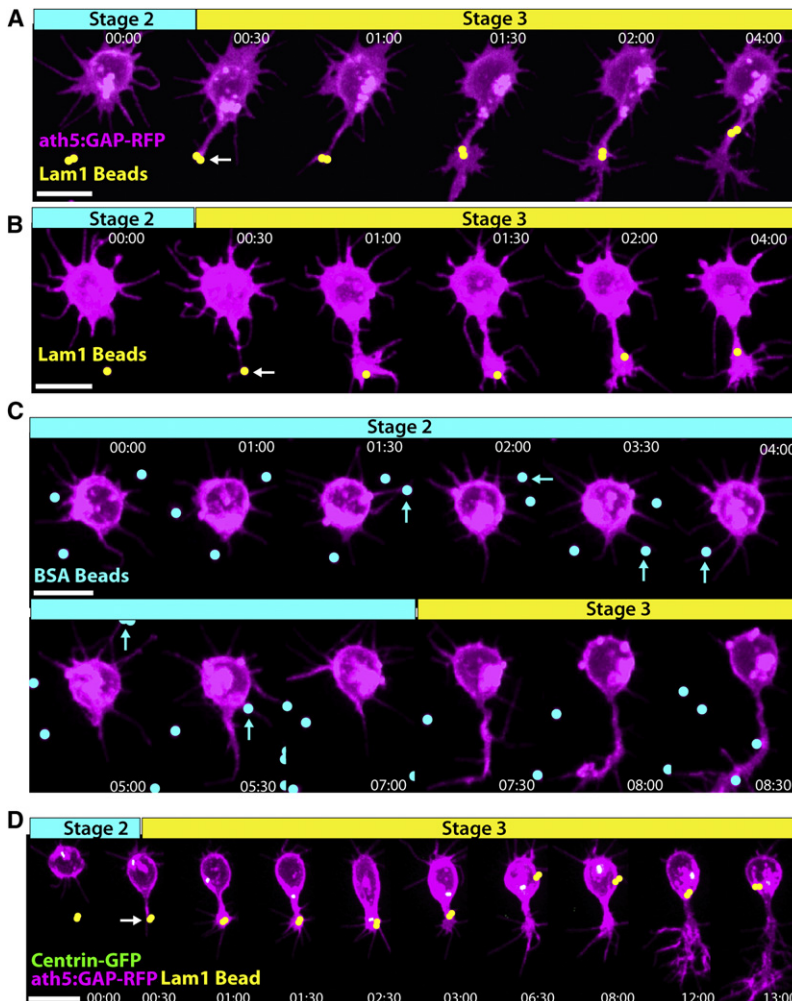 A
Stage 2
Stage 3
00:00
00:30
01:00
01:30
02:00
04:00
ath5:GAP-RFP
Lam1 Beads
B
Stage 2
Stage 3
00:00
00:30
01:00
01:30
02:00
04:00
Lam1 Beads
C
Stage 2
00:00
01:00
01:30
02:00
03:30
04:00
BSA Beads
Stage 3
05:00
05:30
07:00
07:30
08:00
08:30
D
Stage 2
Stage 3
Centrin-GFP
ath5:GAP-RFP Lam1 Bead
00:00
00:30
01:00
01:30
02:30
03:00
06:30
08:00
12:00
13:00